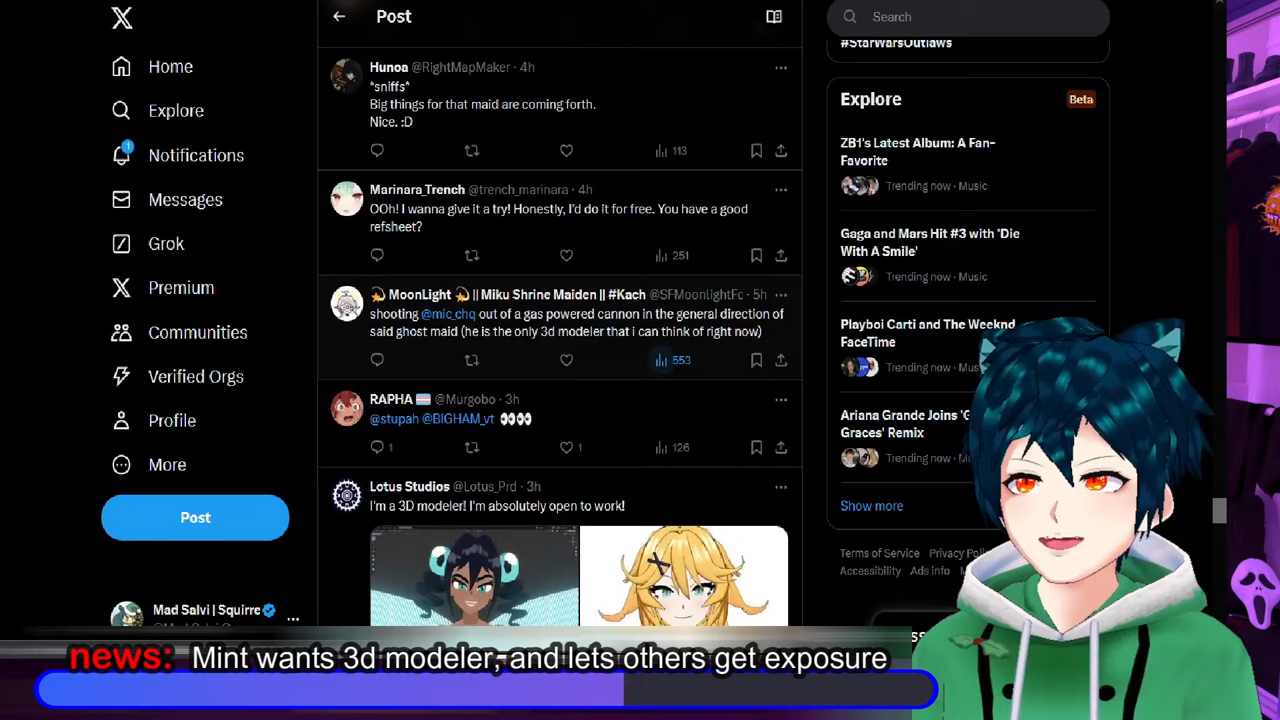 Post
Search
#StarWarsOutlaws
Home
Explore
1
Notifications
Messages
Grok
Premium
Communities
Verified Orgs
Profile
More
Post
Mad Salvi | Squirre
Hunoa @RightMapMaker · 4h
*sniffs*
Big things for that maid are coming forth.
Nice. :D
113
Marinara_Trench @trench_marinara · 4h
OOh! I wanna give it a try! Honestly, I'd do it for free. You have a good
refsheet?
251
MoonLight || Miku Shrine Maiden || #Kach @SFMoonlightFc · 5h
shooting @mic_chq out of a gas powered cannon in the general direction of
said ghost maid (he is the only 3d modeler that i can think of right now)
553
RAPHA @Murgobo · 3h
@stupah @BIGHAM_vt 👀👀
1 1 126
Lotus Studios @Lotus_Prd · 3h
I'm a 3D modeler! I'm absolutely open to work!
Explore Beta
ZB1's Latest Album: A Fan-
Favorite
Trending now · Music
Gaga and Mars Hit #3 with 'Die
With A Smile'
Trending now · Music
Playboi Carti and The Weeknd
FaceTime
Trending now · Mus
Ariana Grande Joins
Graces' Remix
Trending now
Show more
Terms of Service Privacy
Accessibility Ads info
news: Mint wants 3d modeler, and lets others get exposure